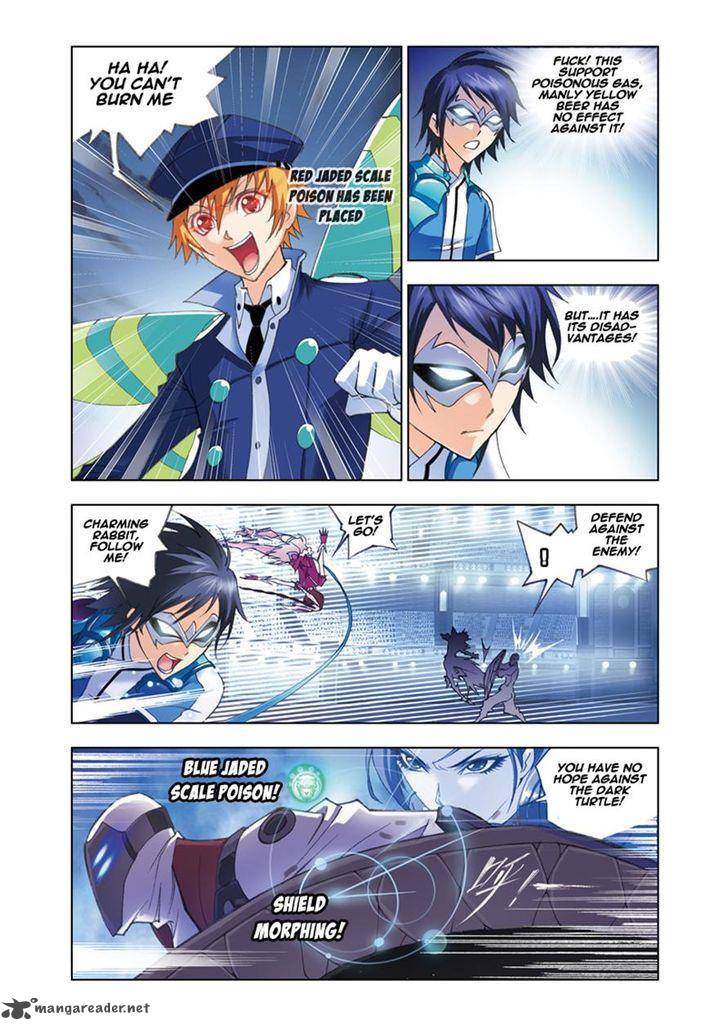 HA HA!
YOU CAN'T
BURN ME
RED JADED SCALE
POISON HAS BEEN
PLACED
FUCK! THIS
SUPPORT
POISONOUS GAS,
MANLY YELLOW
BEER HAS
NO EFFECT
AGAINST IT!
BUT....IT HAS
ITS DISAD-
VANTAGES!
CHARMING
RABBIT,
FOLLOW
ME!
LET'S
GO!
!
DEFEND
AGAINST
THE
ENEMY!
BLUE JADED
SCALE POISON!
YOU HAVE NO
HOPE AGAINST
THE DARK
TURTLE!
SHIELD
MORPHING!
mangareader.net